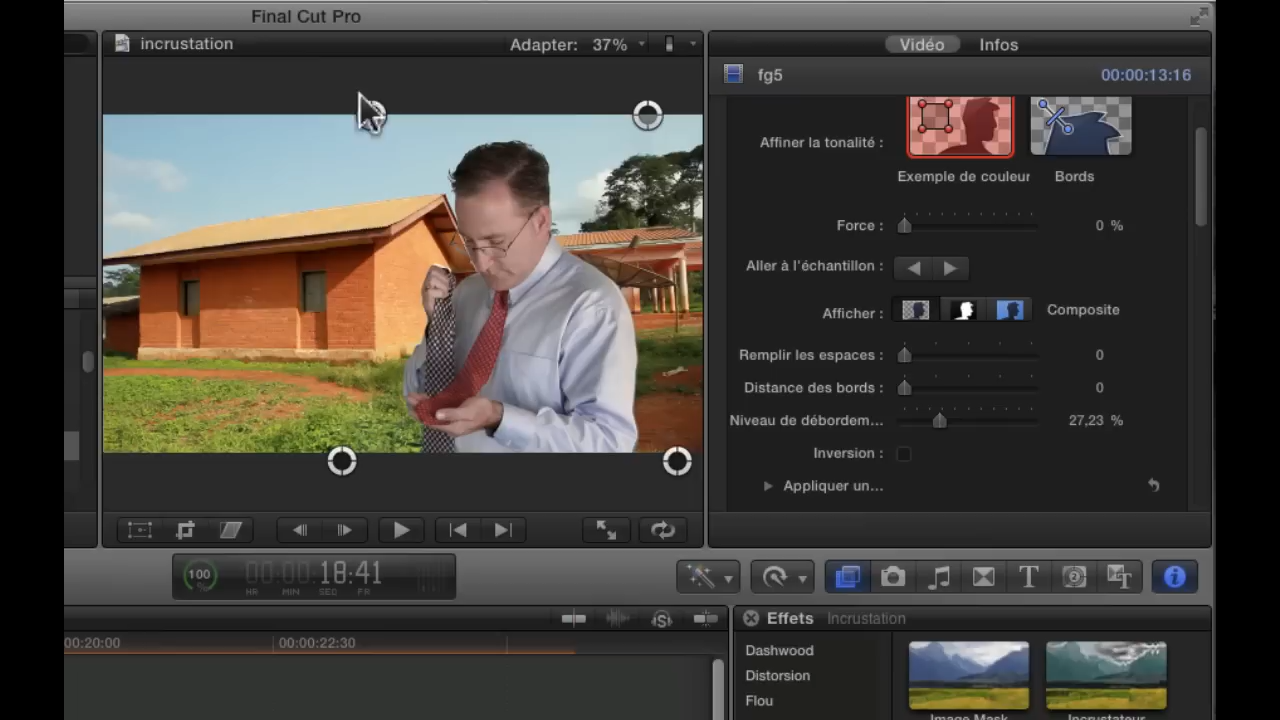 Final Cut Pro
incrustation
Adapter: 37%
Vidéo Infos
fg5 00:00:13:16
Affiner la tonalité :
Exemple de couleur Bords
Force : 0 %
Aller à l'échantillon :
Afficher : Composite
Remplir les espaces : 0
Distance des bords : 0
Niveau de débordem... 27,23 %
Inversion :
Appliquer un...
100 00:00:18:41
HR MIN SEC FR
00:20:00 00:00:22:30
Effets Incrustation
Dashwood
Distorsion
Flou
Image Mask Incrustateur